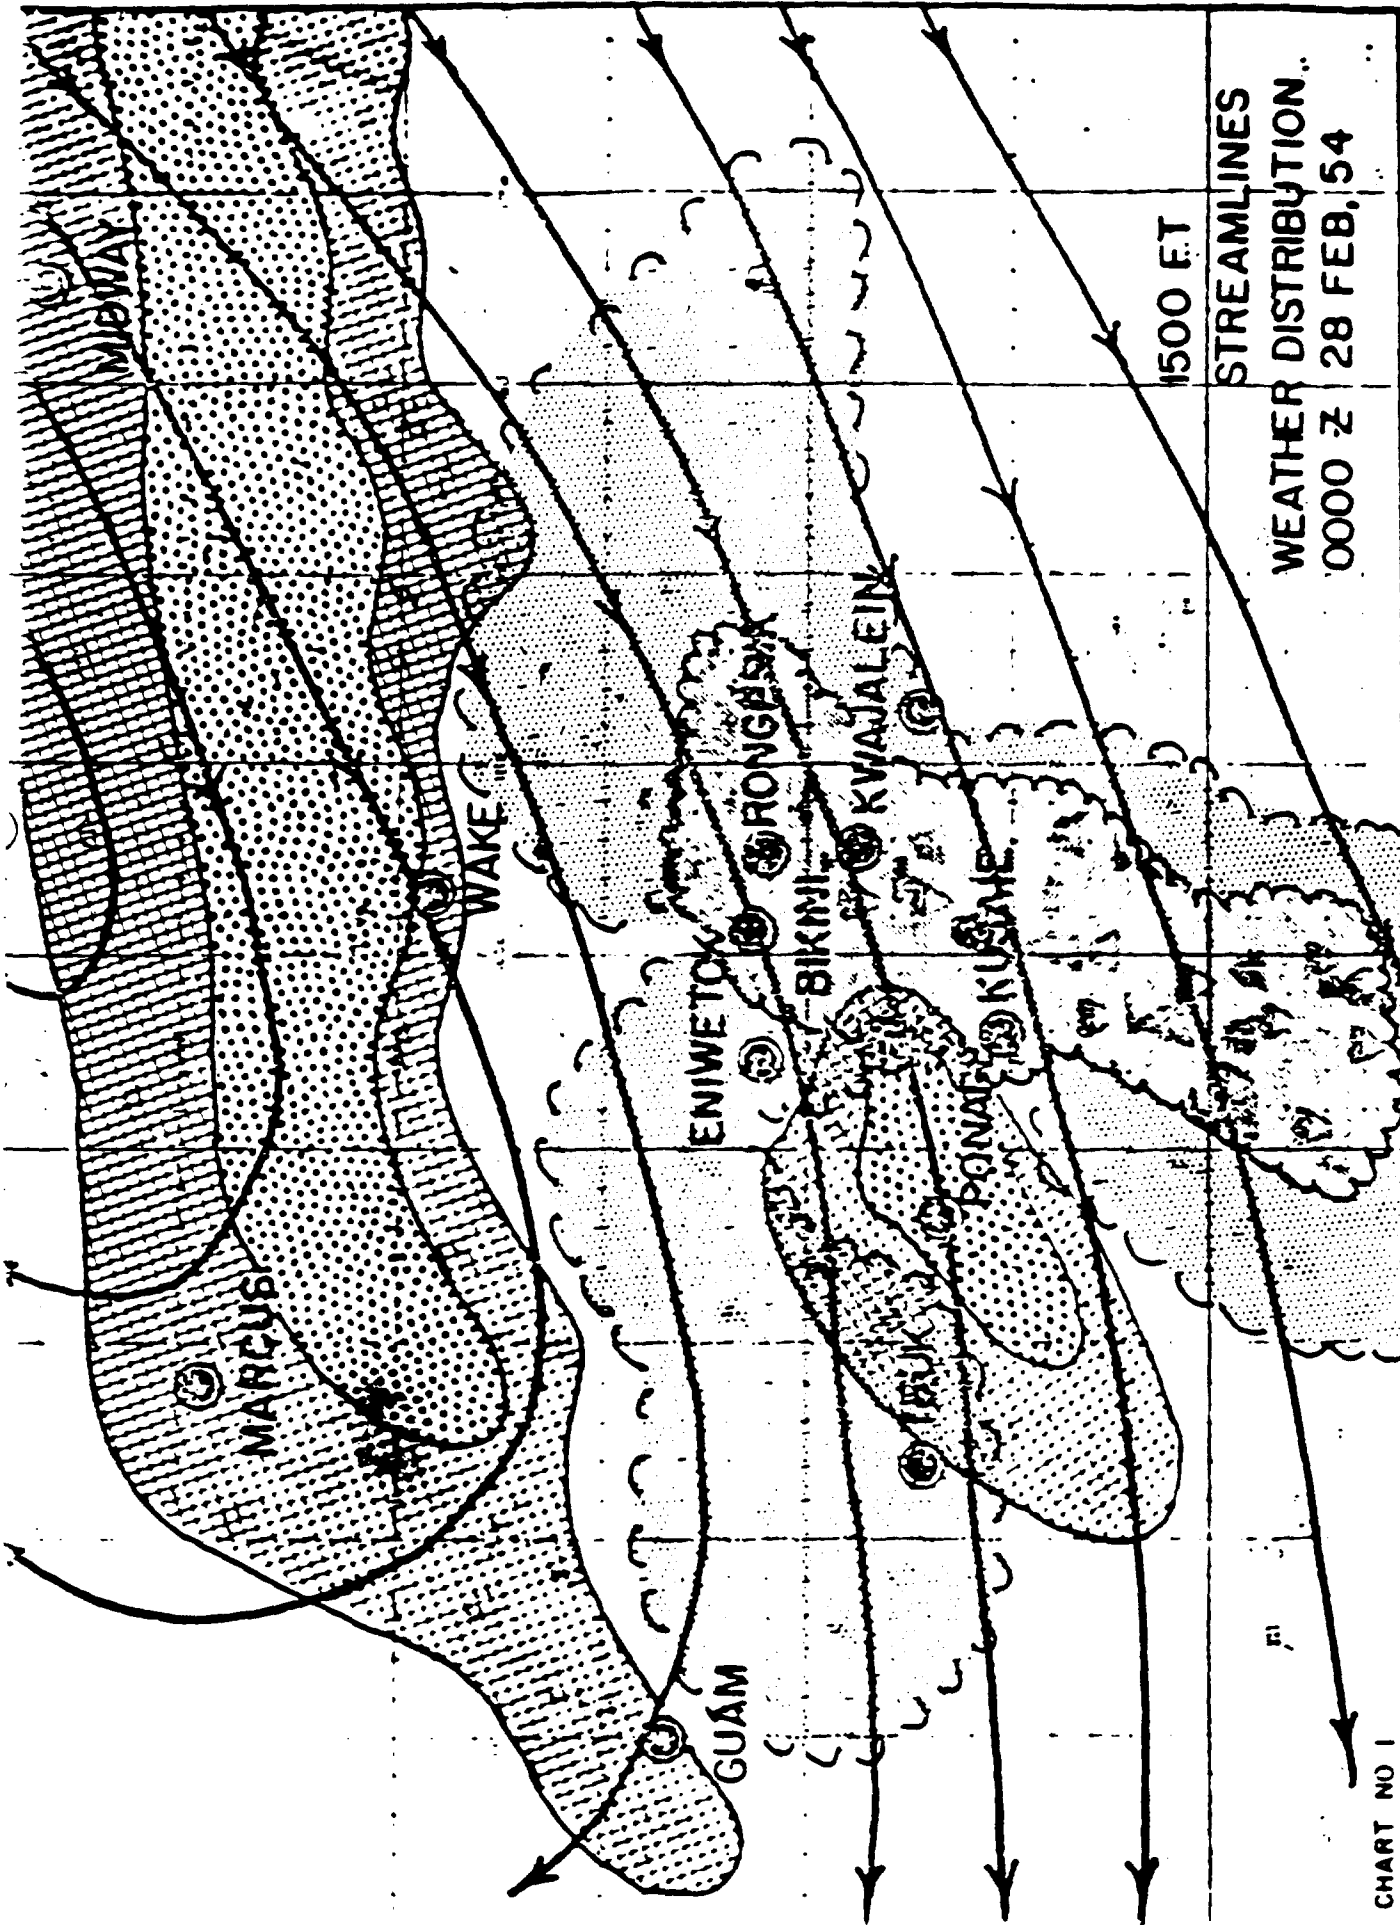 MIDWAY
MARCUS
WAKE
GUAM
ENIWETOK
RONGERIK
BIKINI
KWAJALEIN
TRUK
PONAPE
KUSAIE
1500 FT
STREAMLINES
WEATHER DISTRIBUTION
0000 Z 28 FEB, 54
CHART NO 1